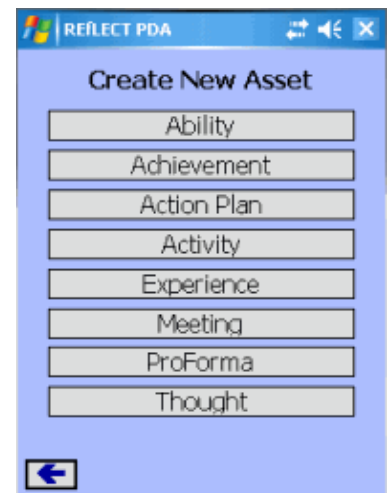 REflECT PDA
Create New Asset
Ability
Achievement
Action Plan
Activity
Experience
Meeting
ProForma
Thought